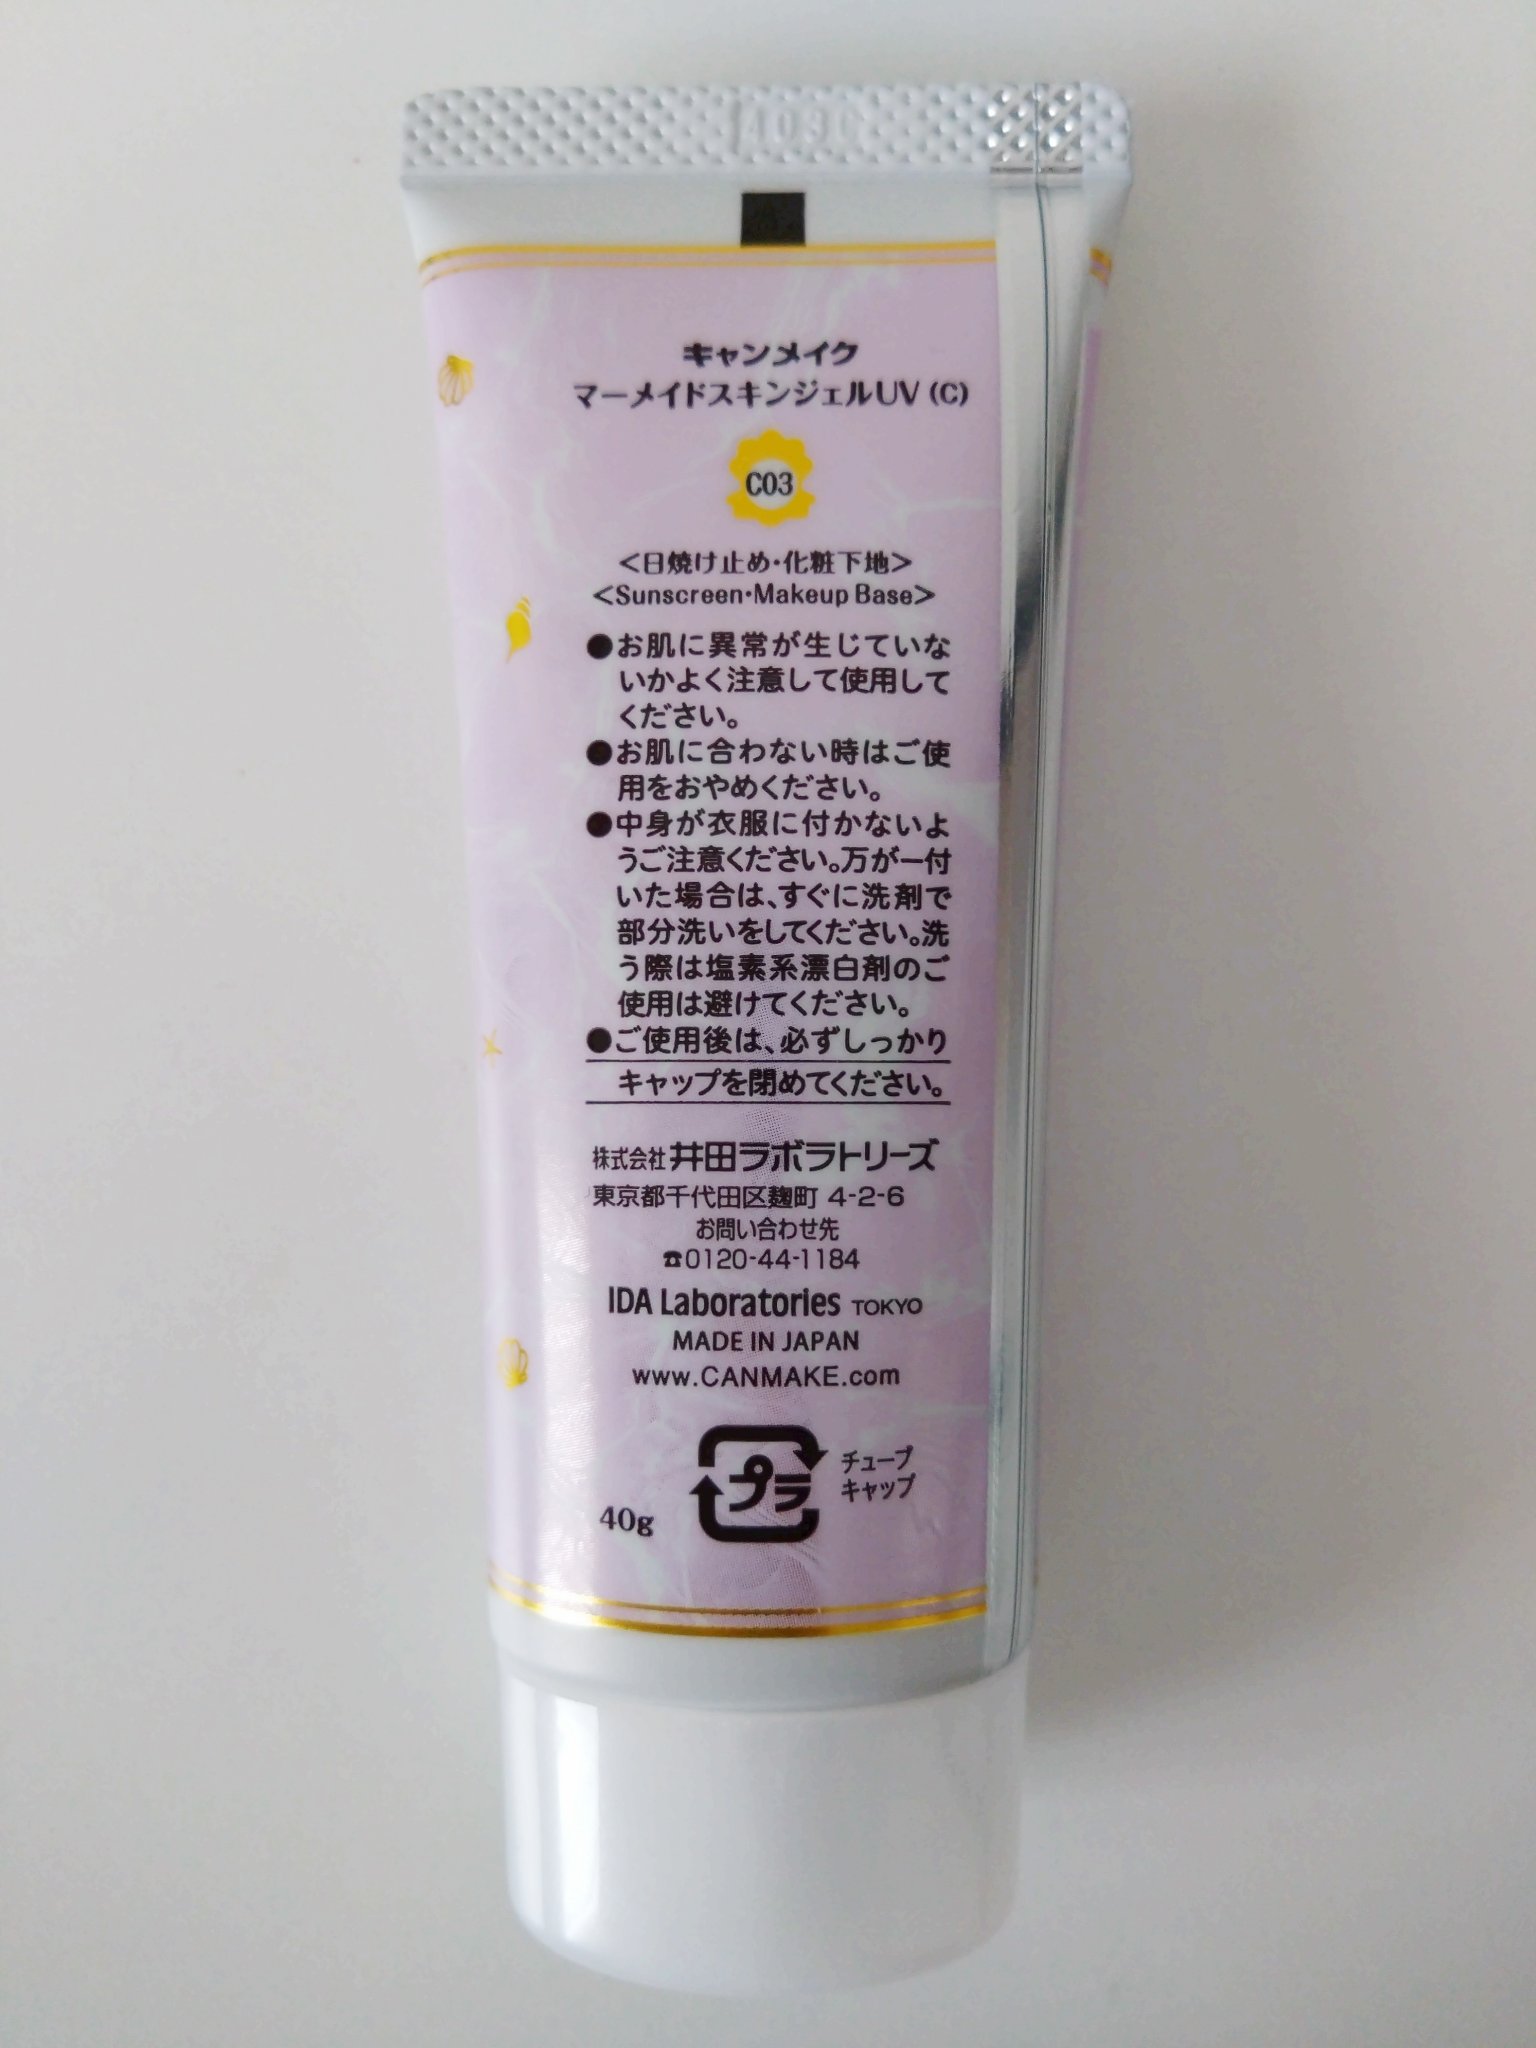 キャンメイク
マーメイドスキンジェルUV (C)
C03
<日焼け止め・化粧下地>
<Sunscreen・Makeup Base>
●お肌に異常が生じていな
いかよく注意して使用して
ください。
●お肌に合わない時はご使
用をおやめください。
●中身が衣服に付かないよ
うご注意ください。万が一付
いた場合は、すぐに洗剤で
部分洗いをしてください。洗
う際は塩素系漂白剤のご
使用は避けてください。
●ご使用後は、必ずしっかり
キャップを閉めてください。
株式会社 井田ラボラトリーズ
東京都千代田区麹町 4-2-6
お問い合わせ先
☎0120-44-1184
IDA Laboratories TOKYO
MADE IN JAPAN
www.CANMAKE.com
プラ
チューブ
キャップ
40g